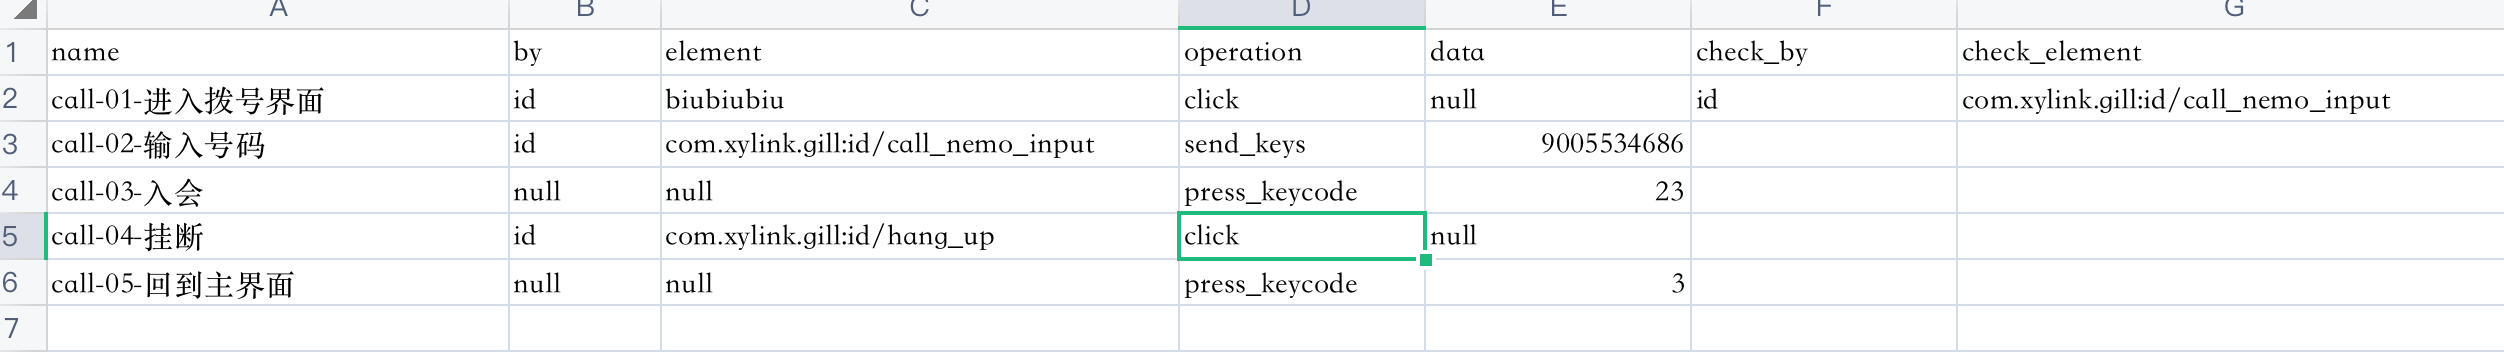 A B C D E F G
1 name by element operation data check_by check_element
2 call-01-进入拨号界面 id biubiubiu click null id com.xylink.gill:id/call_nemo_input
3 call-02-输入号码 id com.xylink.gill:id/call_nemo_input send_keys 9005534686
4 call-03-入会 null null press_keycode 23
5 call-04-挂断 id com.xylink.gill:id/hang_up click null
6 call-05-回到主界面 null null press_keycode 3
7